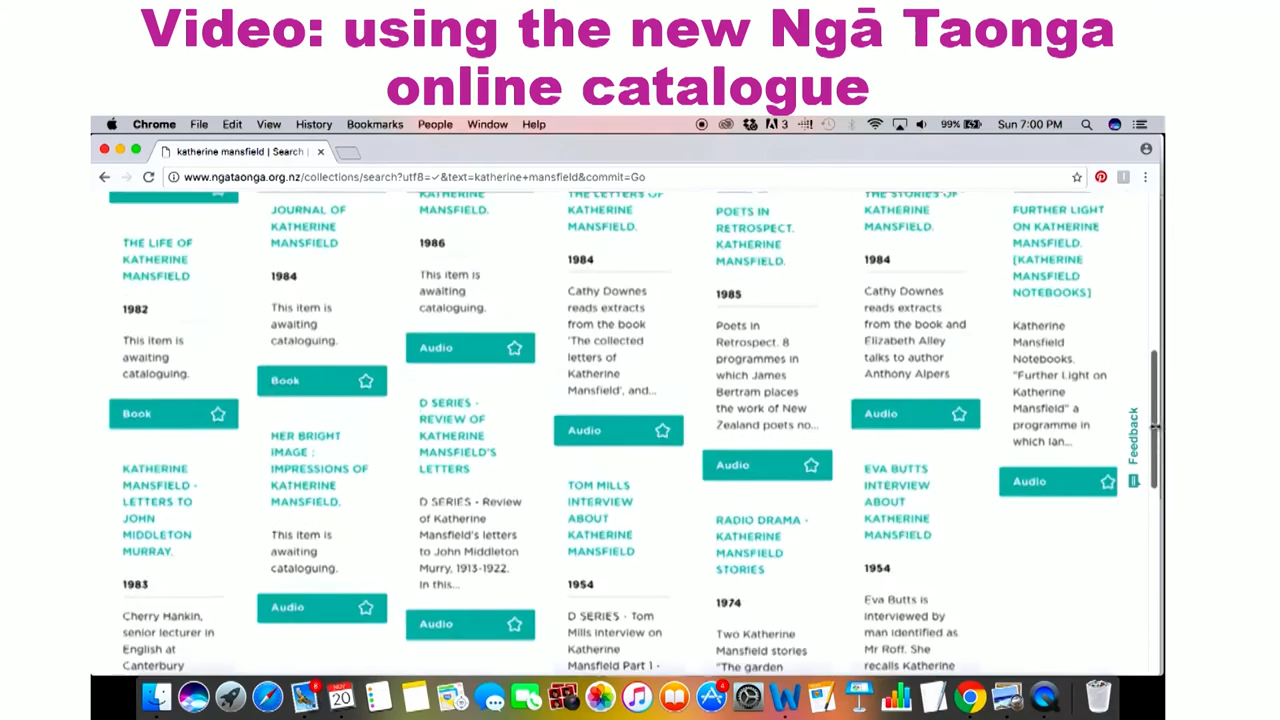 Video: using the new Ngā Taonga
online catalogue
Chrome File Edit View History Bookmarks People Window Help
3 99% Sun 7:00 PM
katherine mansfield | Search |
www.ngataonga.org.nz/collections/search?utf8=✓&text=katherine+mansfield&commit=Go
THE LIFE OF
KATHERINE
MANSFIELD
1982
This item is
awaiting
cataloguing.
Book
KATHERINE
MANSFIELD -
LETTERS TO
JOHN
MIDDLETON
MURRAY.
1983
Cherry Hankin,
senior lecturer in
English at
Canterbury
JOURNAL OF
KATHERINE
MANSFIELD
1984
This item is
awaiting
cataloguing.
Book
HER BRIGHT
IMAGE :
IMPRESSIONS OF
KATHERINE
MANSFIELD.
This item is
awaiting
cataloguing.
Audio
KATHERINE
MANSFIELD.
1986
This item is
awaiting
cataloguing.
Audio
D SERIES -
REVIEW OF
KATHERINE
MANSFIELD'S
LETTERS
D SERIES - Review
of Katherine
Mansfield's letters
to John Middleton
Murry, 1913-1922.
In this...
Audio
THE LETTERS OF
KATHERINE
MANSFIELD.
1984
Cathy Downes
reads extracts
from the book
'The collected
letters of
Katherine
Mansfield', and...
Audio
TOM MILLS
INTERVIEW
ABOUT
KATHERINE
MANSFIELD
1954
D SERIES - Tom
Mills interview on
Katherine
Mansfield Part 1 -
POETS IN
RETROSPECT.
KATHERINE
MANSFIELD.
1985
Poets in
Retrospect. 8
programmes in
which James
Bertram places
the work of New
Zealand poets no...
Audio
RADIO DRAMA -
KATHERINE
MANSFIELD
STORIES
1974
Two Katherine
Mansfield stories
"The garden
THE STORIES OF
KATHERINE
MANSFIELD.
1984
Cathy Downes
reads extracts
from the book and
Elizabeth Alley
talks to author
Anthony Alpers
Audio
EVA BUTTS
INTERVIEW
ABOUT
KATHERINE
MANSFIELD
1954
Eva Butts is
interviewed by
man identified as
Mr Roff. She
recalls Katherine
FURTHER LIGHT
ON KATHERINE
MANSFIELD.
[KATHERINE
MANSFIELD
NOTEBOOKS]
Katherine
Mansfield
Notebooks.
"Further Light on
Katherine
Mansfield" a
programme in
which Ian...
Audio
Feedback
8
NOV
20
4